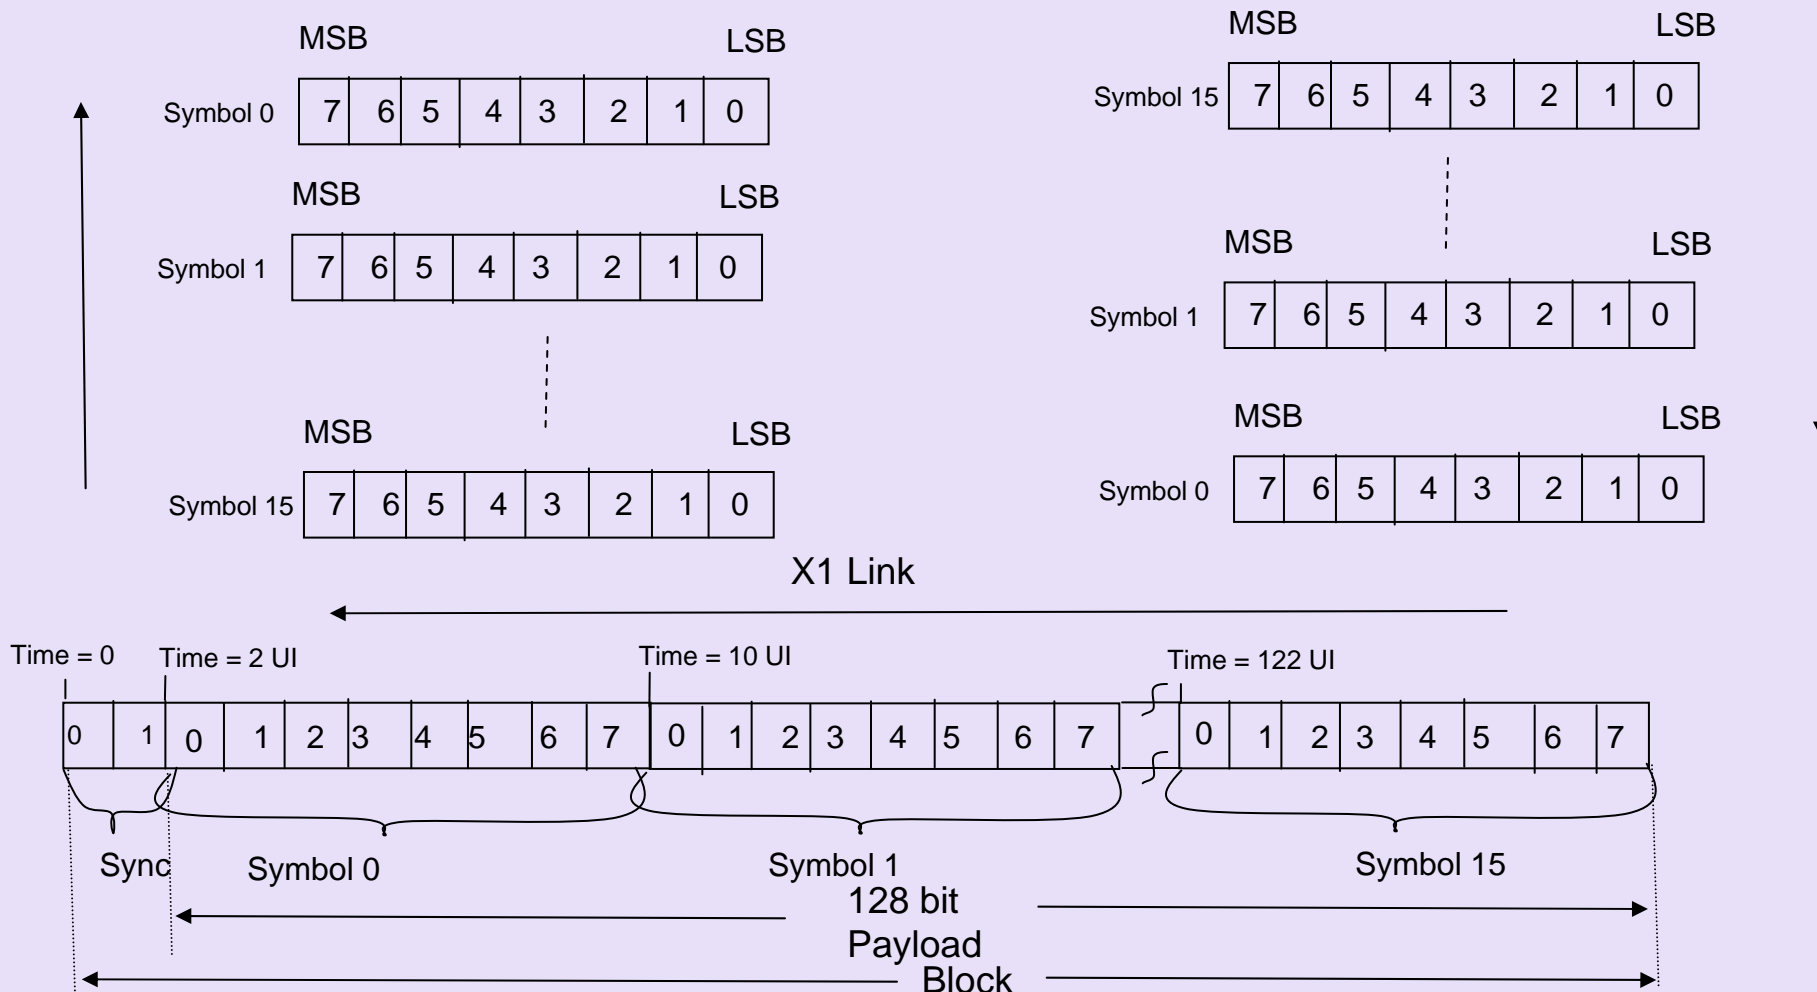 MSB LSB
Symbol 0 7 6 5 4 3 2 1 0
MSB LSB
Symbol 1 7 6 5 4 3 2 1 0
MSB LSB
Symbol 15 7 6 5 4 3 2 1 0
MSB LSB
Symbol 15 7 6 5 4 3 2 1 0
MSB LSB
Symbol 1 7 6 5 4 3 2 1 0
MSB LSB
Symbol 0 7 6 5 4 3 2 1 0
X1 Link
Time = 0 Time = 2 UI Time = 10 UI Time = 122 UI
0 1 0 1 2 3 4 5 6 7 0 1 2 3 4 5 6 7 0 1 2 3 4 5 6 7
Sync Symbol 0 Symbol 1 Symbol 15
128 bit
Payload
Block